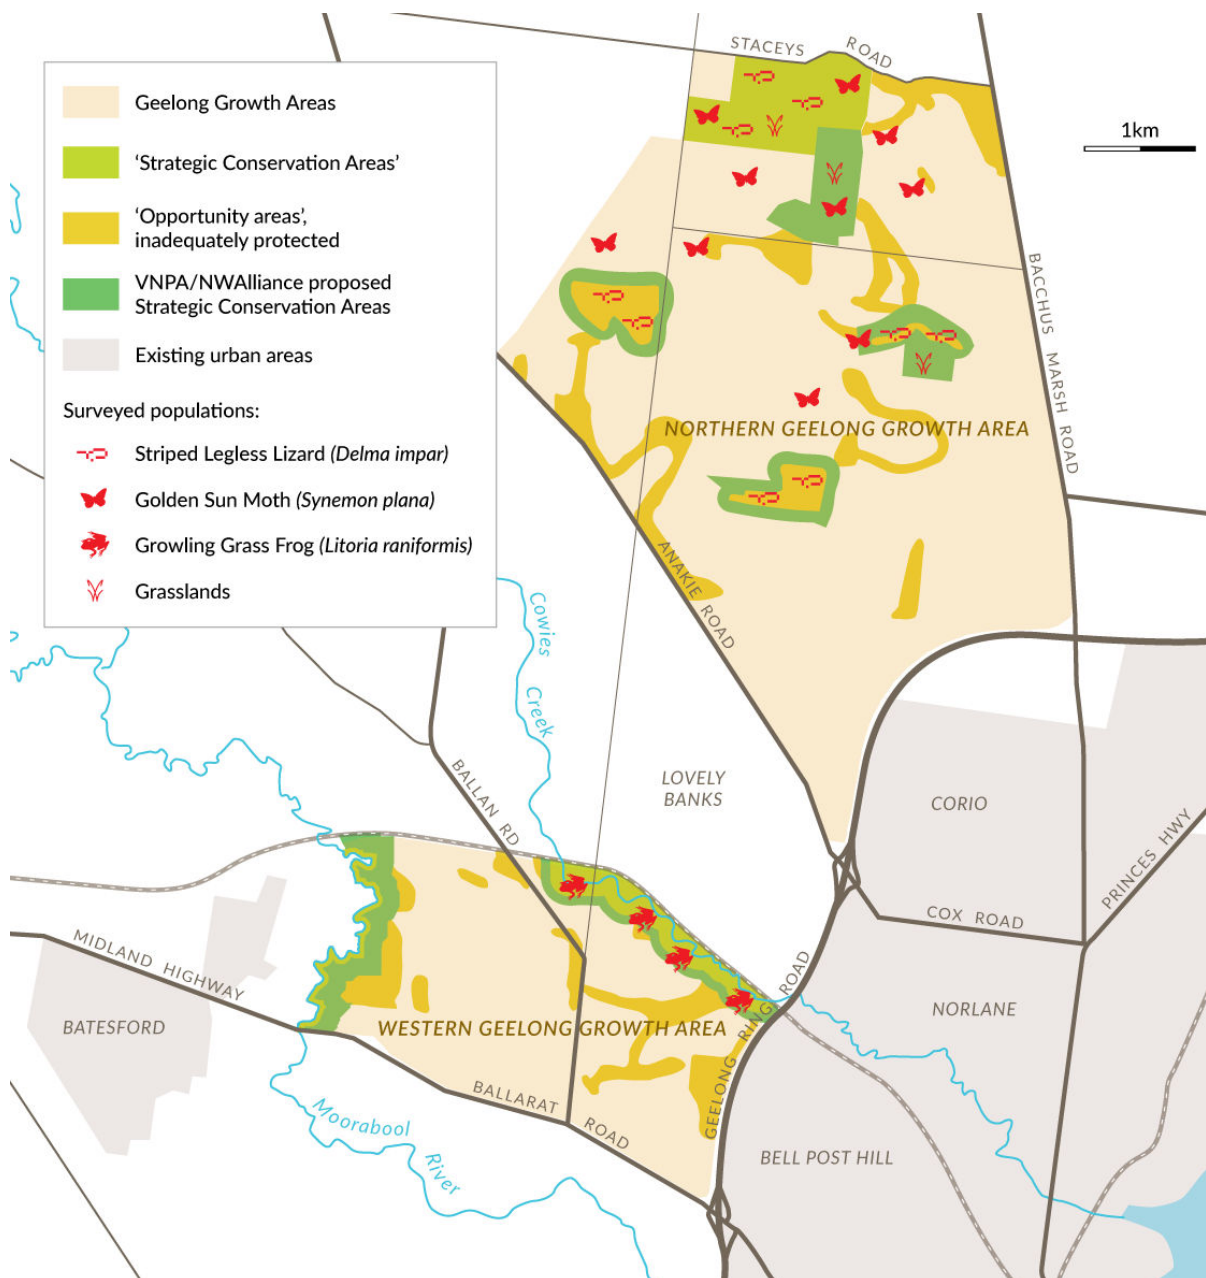 STACEYS ROAD
Geelong Growth Areas
‘Strategic Conservation Areas’
‘Opportunity areas’,
inadequately protected
VNPA/NWAlliance proposed
Strategic Conservation Areas
Existing urban areas
Surveyed populations:
Striped Legless Lizard (Delma impar)
Golden Sun Moth (Synemon plana)
Growling Grass Frog (Litoria raniformis)
Grasslands
1km
BACCHUS MARSH ROAD
NORTHERN GEELONG GROWTH AREA
ANAKIE ROAD
Cowies Creek
BALLAN RD
LOVELY
BANKS
CORIO
PRINCES HWY
COX ROAD
MIDLAND HIGHWAY
BATESFORD
WESTERN GEELONG GROWTH AREA
GEELONG RING ROAD
NORLANE
BALLARAT ROAD
Moorabool River
BELL POST HILL